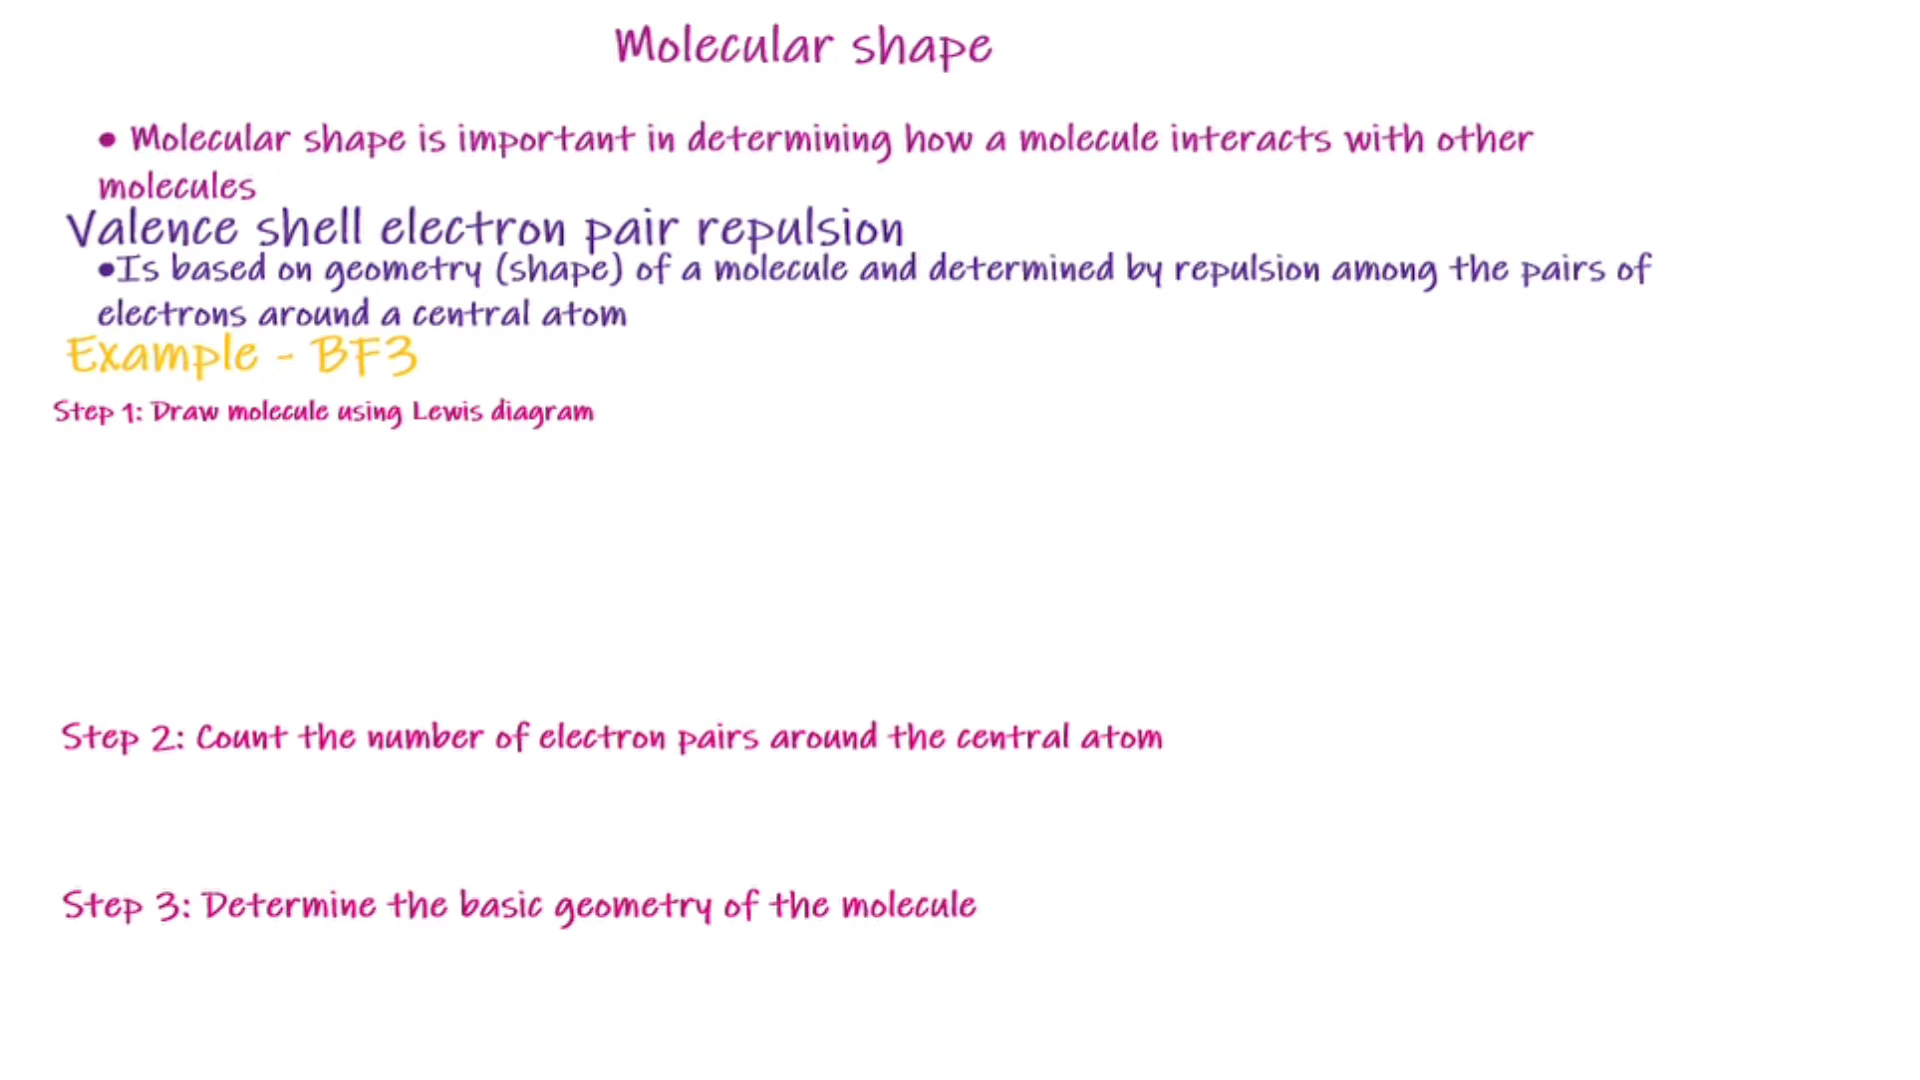 Molecular shape
• Molecular shape is important in determining how a molecule interacts with other
molecules
Valence shell electron pair repulsion
•Is based on geometry (shape) of a molecule and determined by repulsion among the pairs of
electrons around a central atom
Example - BF3
Step 1: Draw molecule using Lewis diagram
Step 2: Count the number of electron pairs around the central atom
Step 3: Determine the basic geometry of the molecule